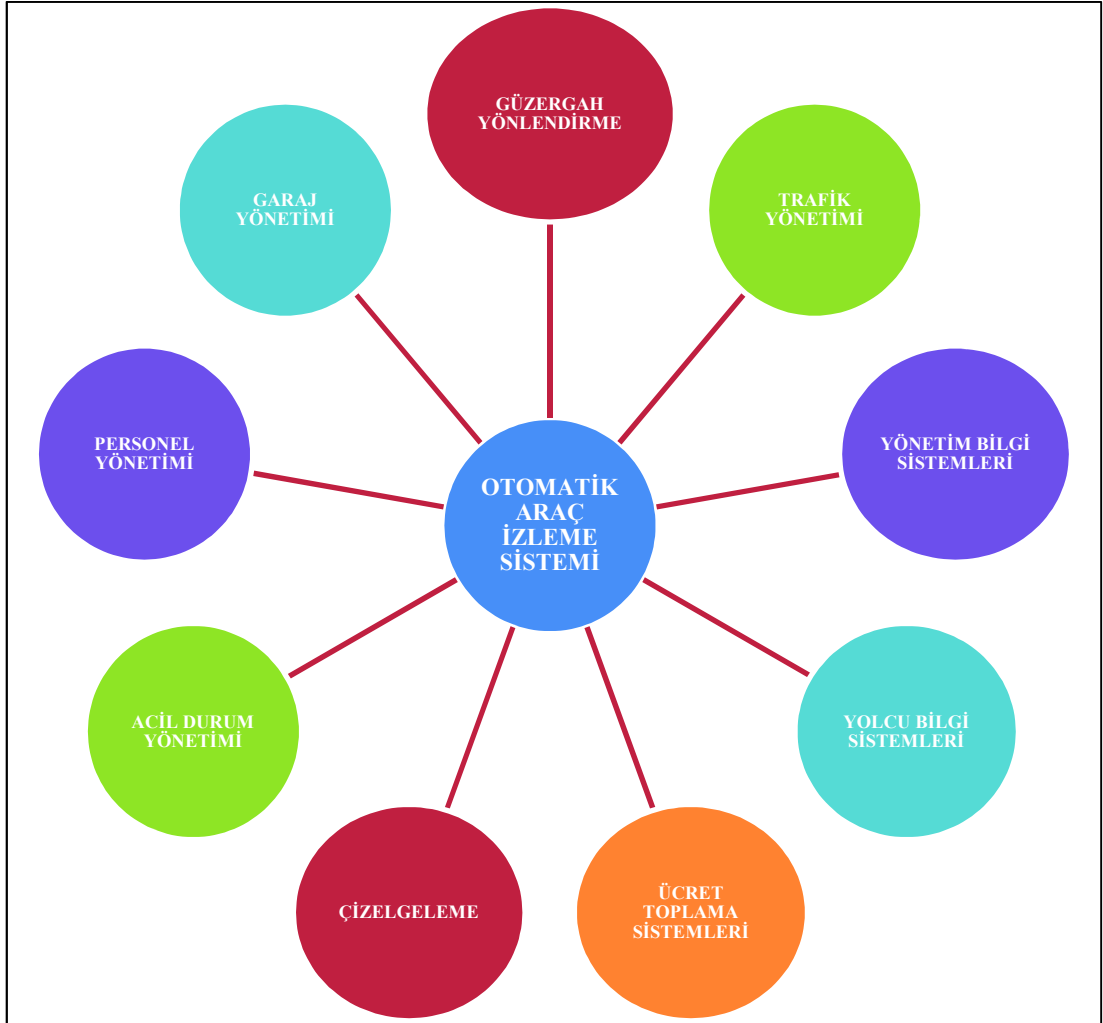 GÜZERGAH
YÖNLENDİRME
TRAFİK
YÖNETİMİ
YÖNETİM BİLGİ
SİSTEMLERİ
YOLCU BİLGİ
SİSTEMLERİ
ÜCRET
TOPLAMA
SİSTEMLERİ
ÇİZELGELEME
ACİL DURUM
YÖNETİMİ
PERSONEL
YÖNETİMİ
GARAJ
YÖNETİMİ
OTOMATİK
ARAÇ
İZLEME
SİSTEMİ